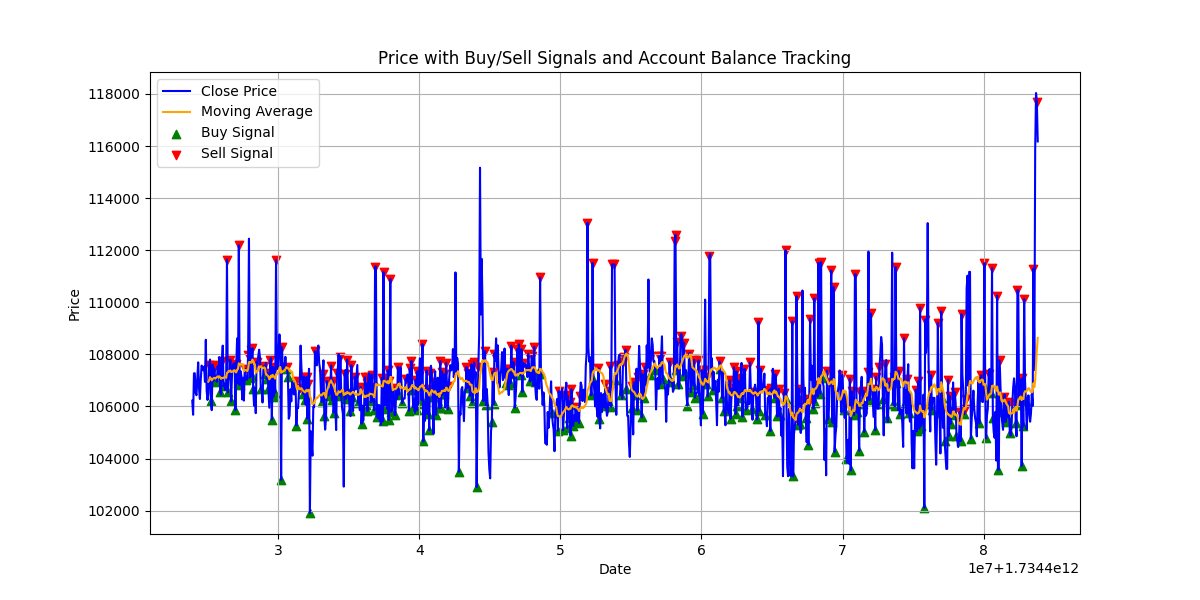 Price with Buy/Sell Signals and Account Balance Tracking
Close Price
Moving Average
Buy Signal
Sell Signal
118000
116000
114000
112000
110000
108000
106000
104000
102000
Price
3 4 5 6 7 8
Date
1e7+1.7344e12